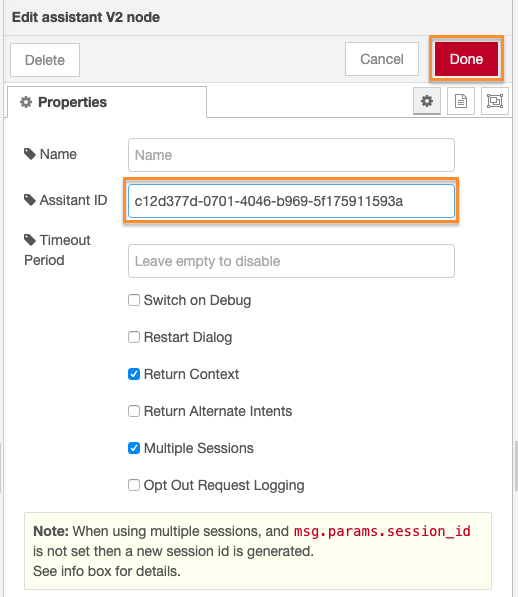 Edit assistant V2 node
Delete
Cancel
Done
Properties
Name
Name
Assitant ID
c12d377d-0701-4046-b969-5f175911593a
Timeout
Period
Leave empty to disable
Switch on Debug
Restart Dialog
Return Context
Return Alternate Intents
Multiple Sessions
Opt Out Request Logging
Note: When using multiple sessions, and msg.params.session_id
is not set then a new session id is generated.
See info box for details.